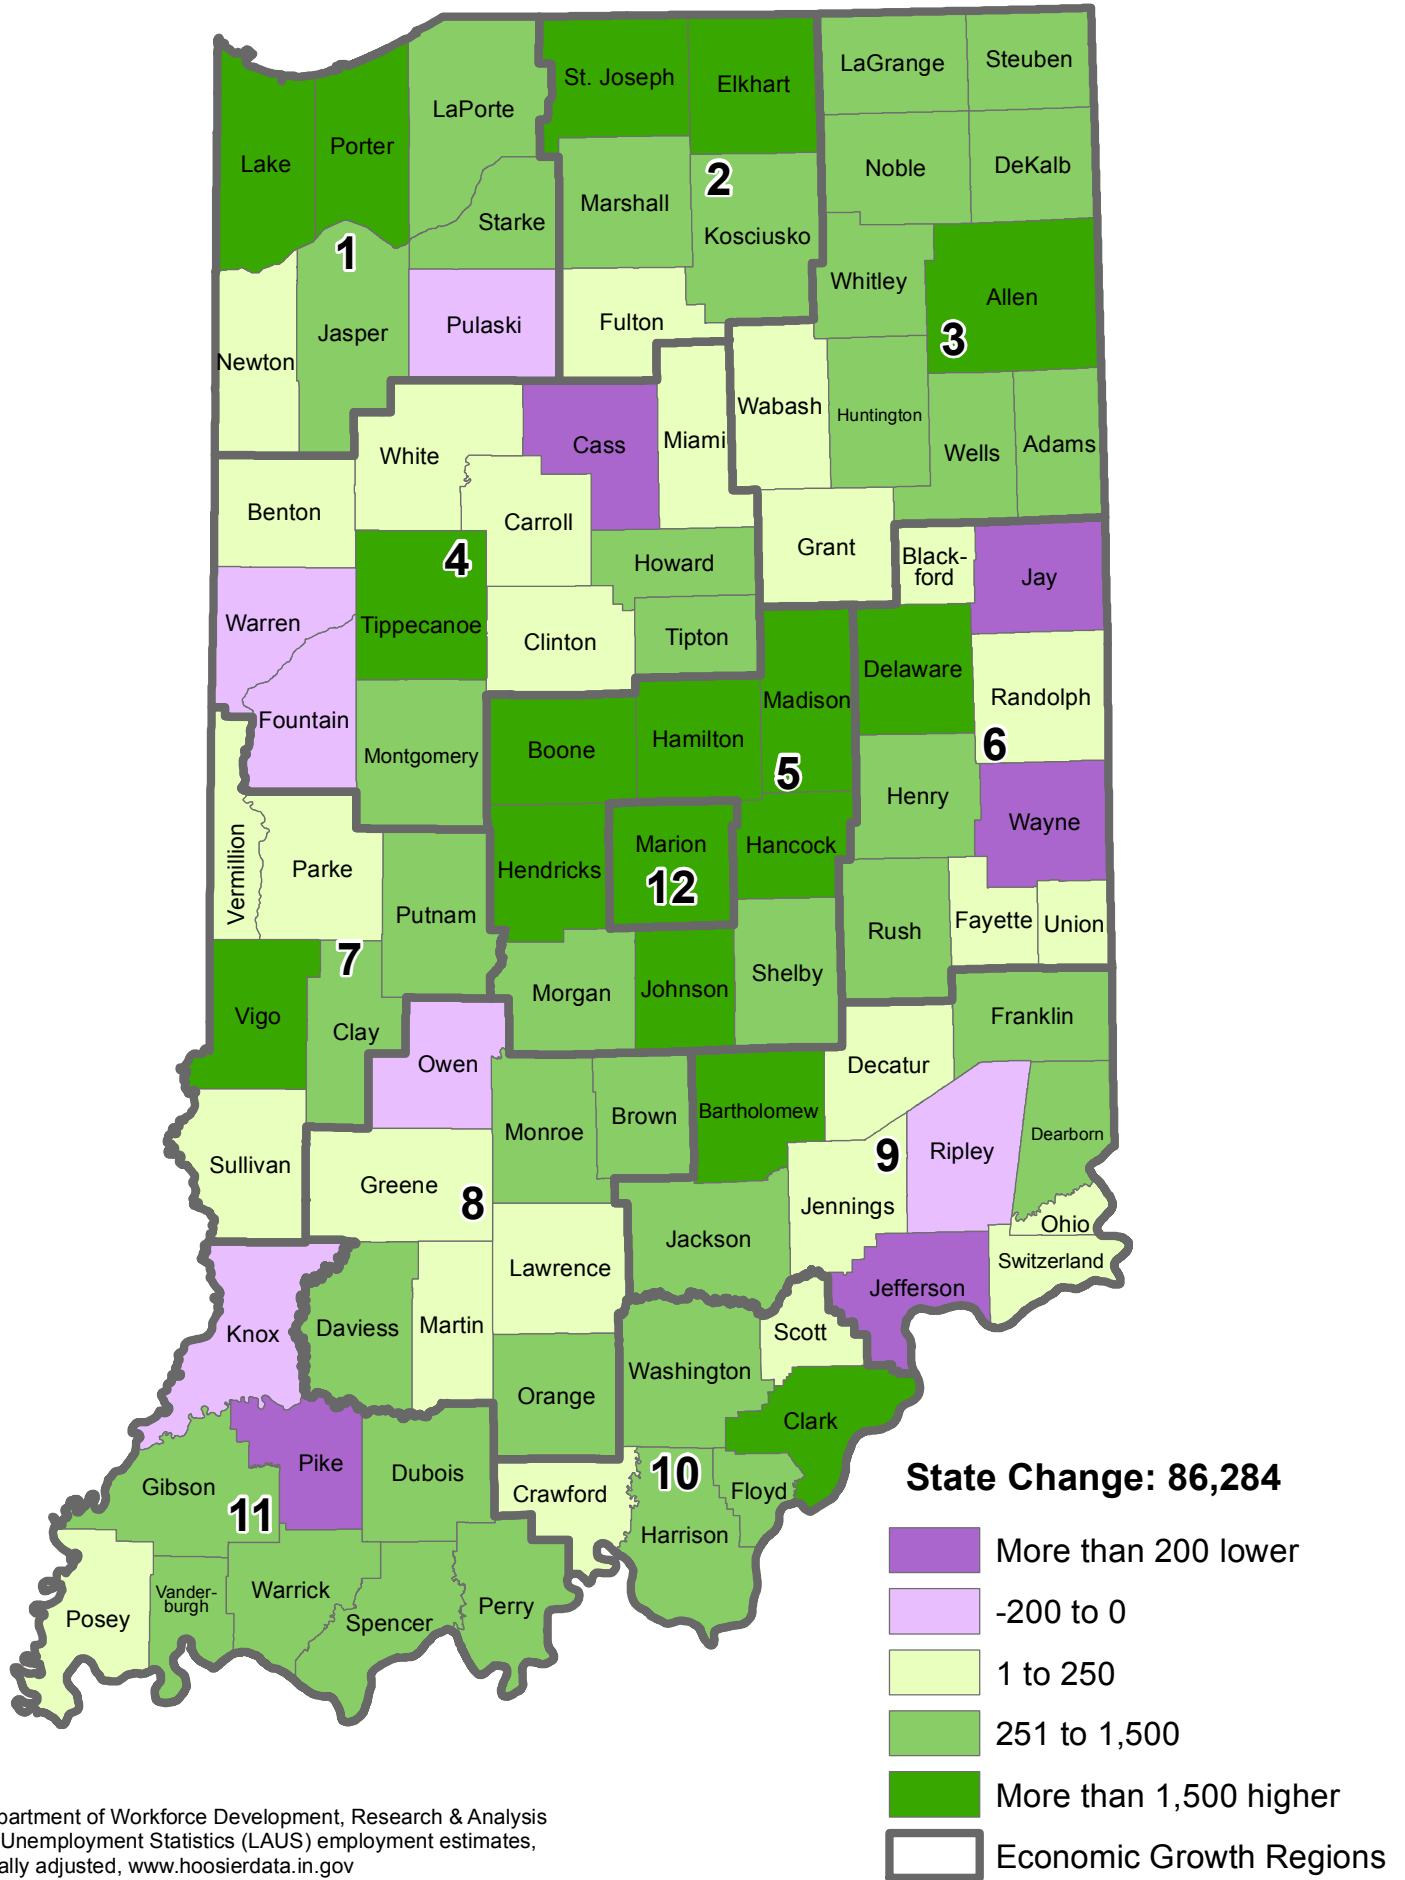 St. Joseph
Elkhart
LaGrange
Steuben
LaPorte
Porter
Lake
Noble
DeKalb
2
Marshall
Starke
Kosciusko
1
Whitley
Allen
Pulaski
Fulton
Jasper
3
Newton
Wabash
Huntington
White
Cass
Miami
Wells
Adams
Benton
Carroll
Grant
4
Howard
Black-
ford
Jay
Warren
Tippecanoe
Clinton
Tipton
Delaware
Madison
Randolph
Fountain
Montgomery
Boone
Hamilton
6
5
Henry
Wayne
Marion
Hancock
Vermillion
Parke
Hendricks
12
Putnam
Fayette
Union
Rush
7
Morgan
Johnson
Shelby
Vigo
Clay
Franklin
Owen
Decatur
Monroe
Brown
Bartholomew
Dearborn
Sullivan
9
Ripley
Greene
8
Jennings
Jackson
Ohio
Lawrence
Switzerland
Jefferson
Knox
Daviess
Martin
Scott
Washington
Orange
Clark
Pike
Dubois
10
Gibson
11
Crawford
Floyd
Harrison
Vander-
burgh
Warrick
Perry
Posey
Spencer
State Change: 86,284
More than 200 lower
-200 to 0
1 to 250
251 to 1,500
More than 1,500 higher
Economic Growth Regions
partment of Workforce Development, Research & Analysis
Unemployment Statistics (LAUS) employment estimates,
ally adjusted, www.hoosierdata.in.gov